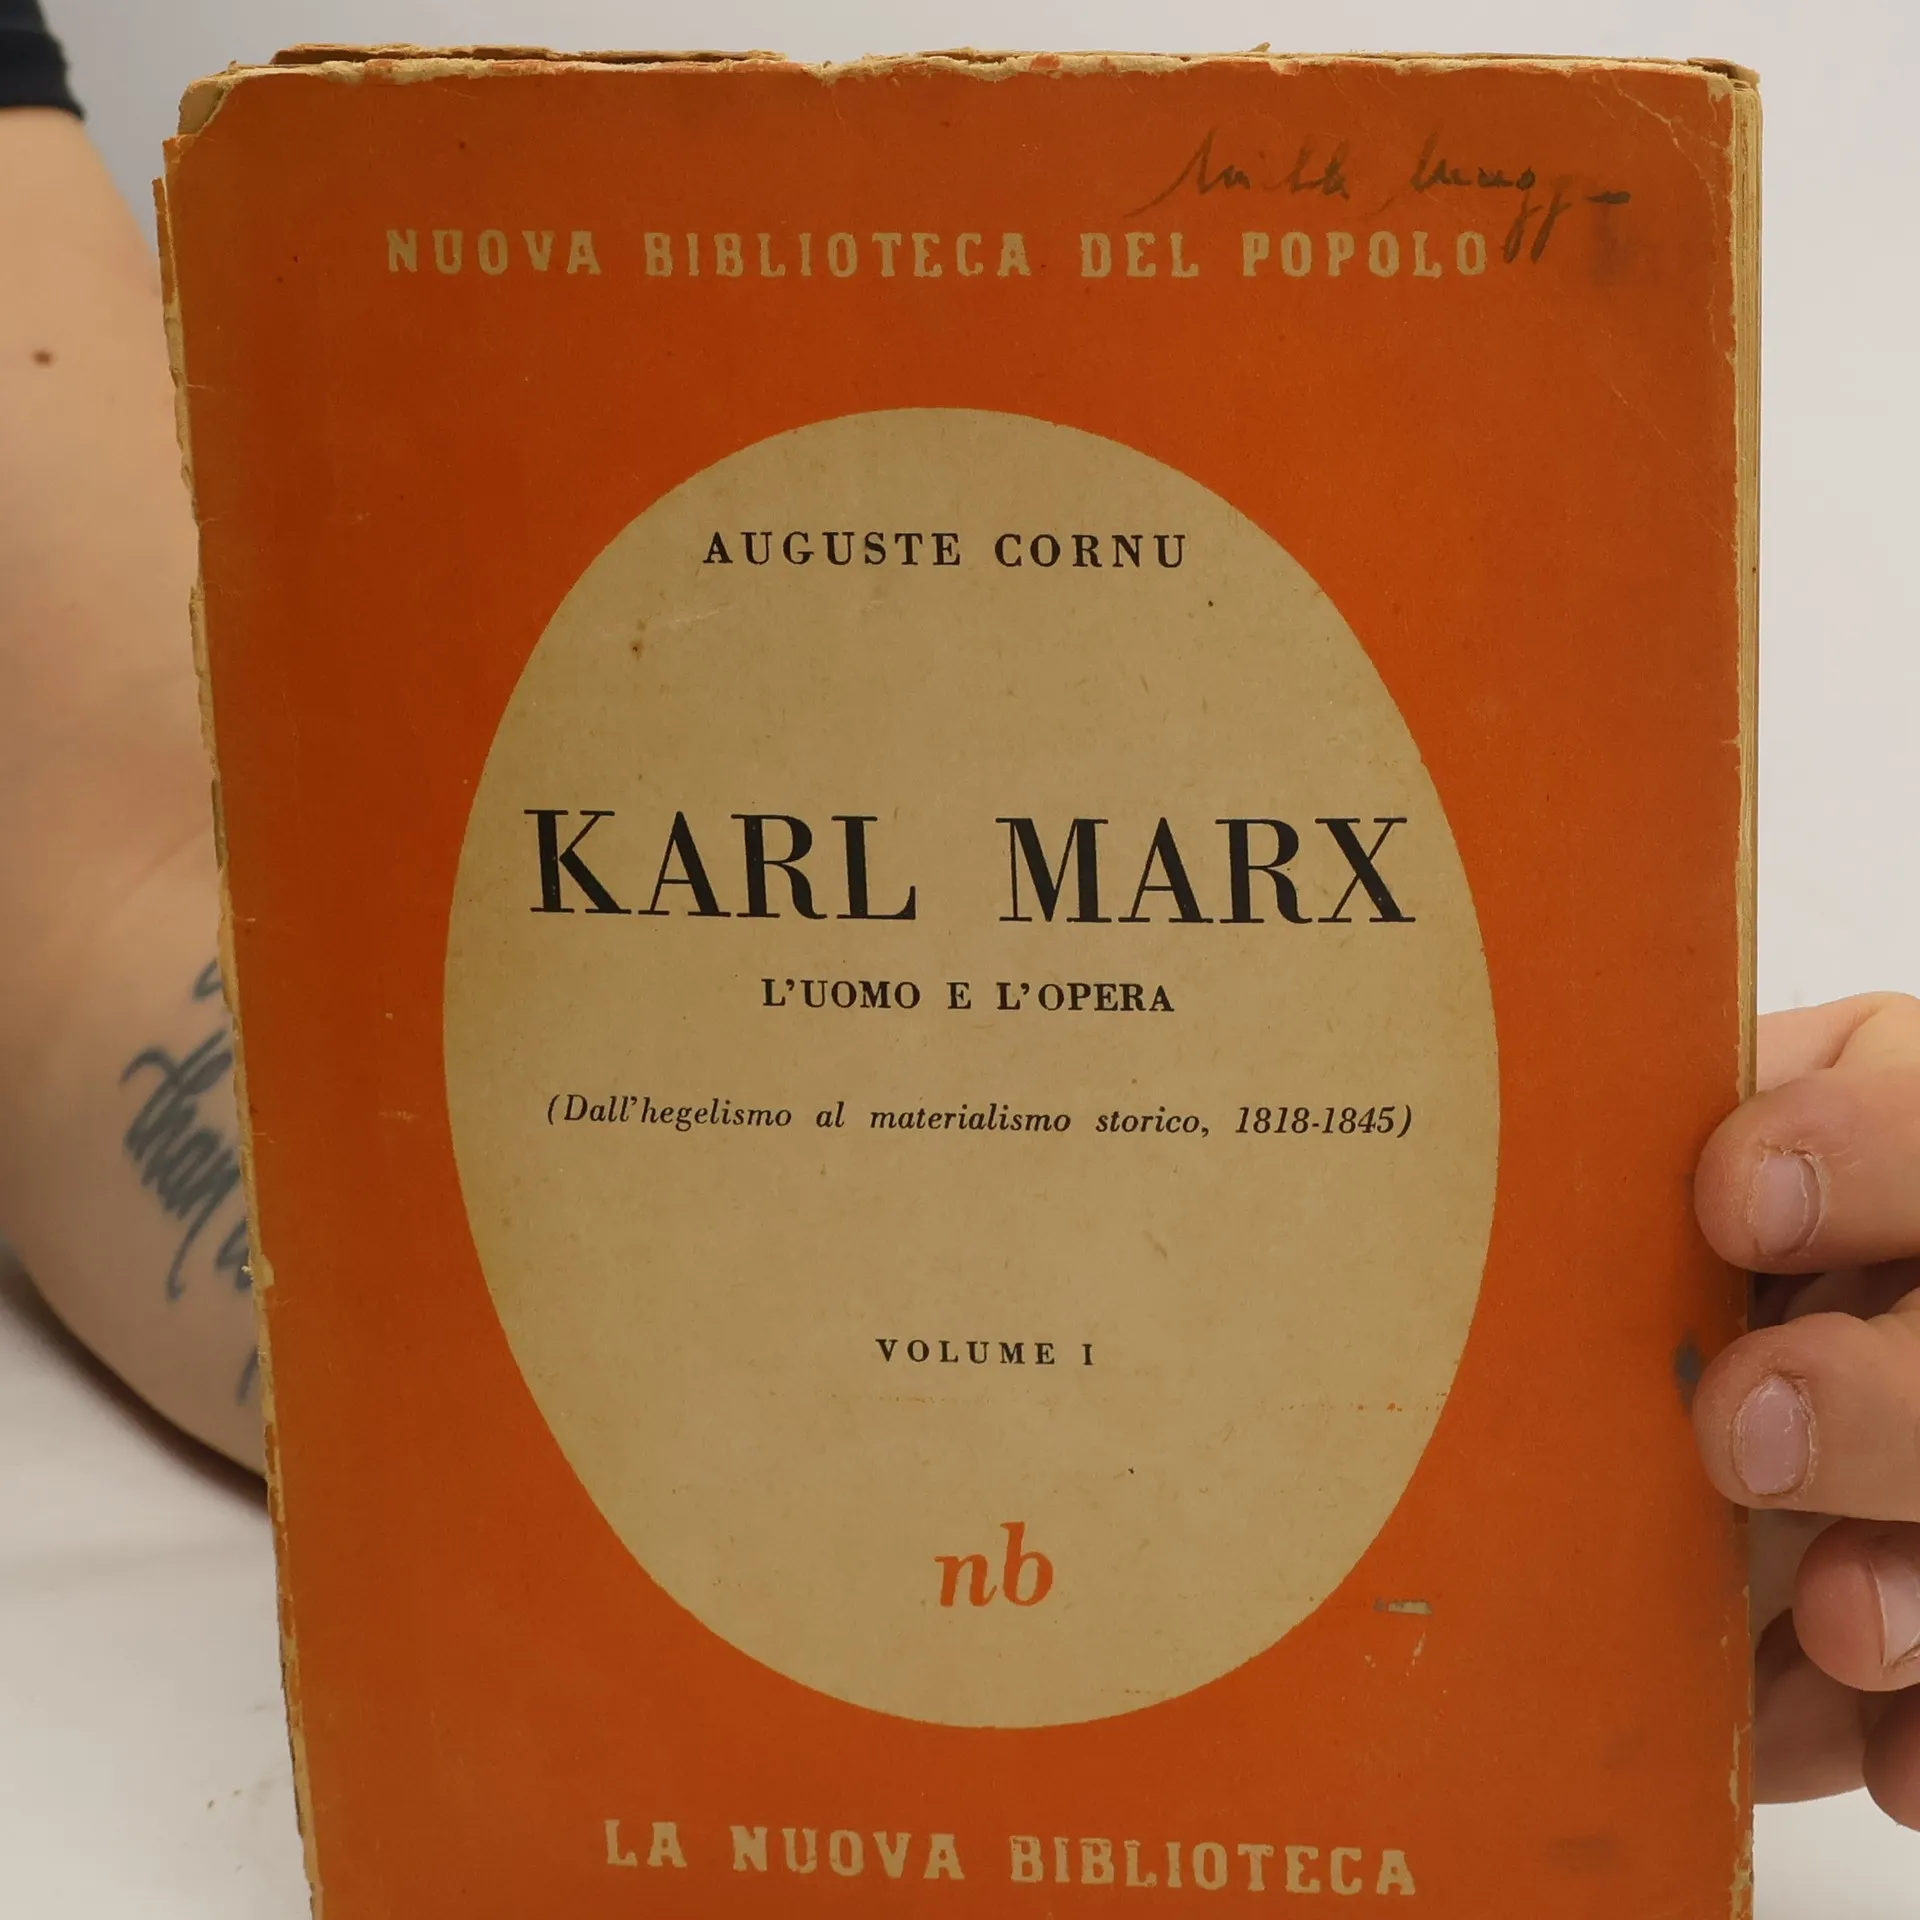 NUOVA BIBLIOTECA DEL POPOLO
AUGUSTE CORNU
KARL MARX
L'UOMO E L'OPERA
(Dall'hegelismo al materialismo storico, 1818-1845)
VOLUME I
nb
LA NUOVA BIBLIOTECA